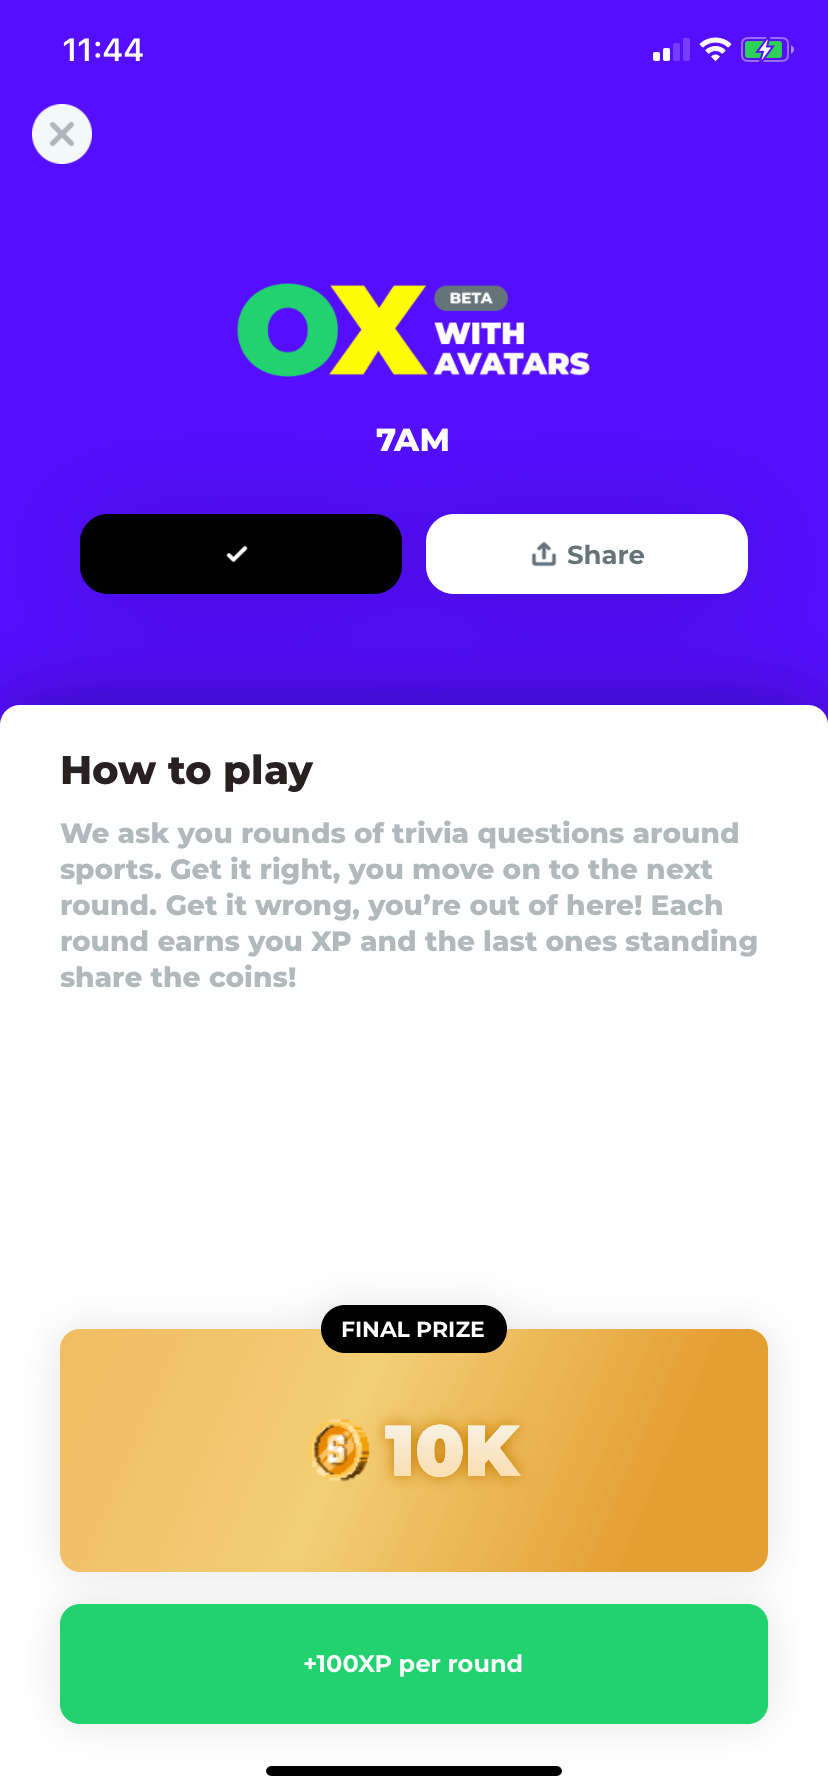 11:44
OX
BETA
WITH
AVATARS
7AM
Share
How to play
We ask you rounds of trivia questions around
sports. Get it right, you move on to the next
round. Get it wrong, you’re out of here! Each
round earns you XP and the last ones standing
share the coins!
FINAL PRIZE
S 10K
+100XP per round